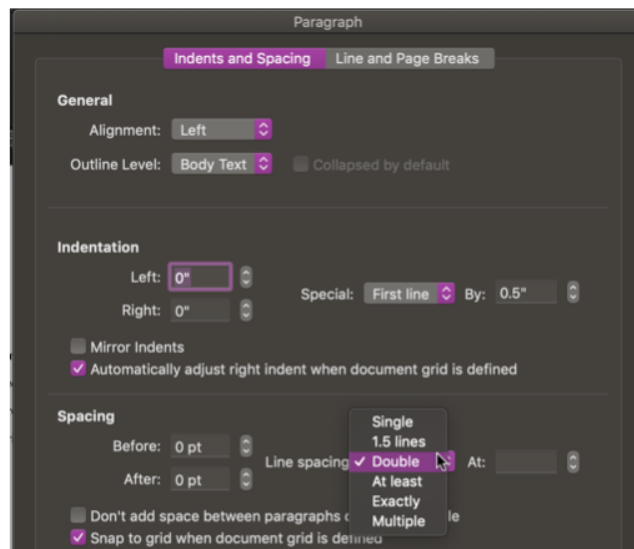 Paragraph
Indents and Spacing Line and Page Breaks
General
Alignment: Left
Outline Level: Body Text Collapsed by default
Indentation
Left: 0"
Special: First line By: 0.5"
Right: 0"
Mirror Indents
Automatically adjust right indent when document grid is defined
Spacing
Single
1.5 lines
Before: 0 pt
Line spacing ✓ Double At:
After: 0 pt
At least
Exactly
Multiple
Don't add space between paragraphs
Snap to grid when document grid is defined